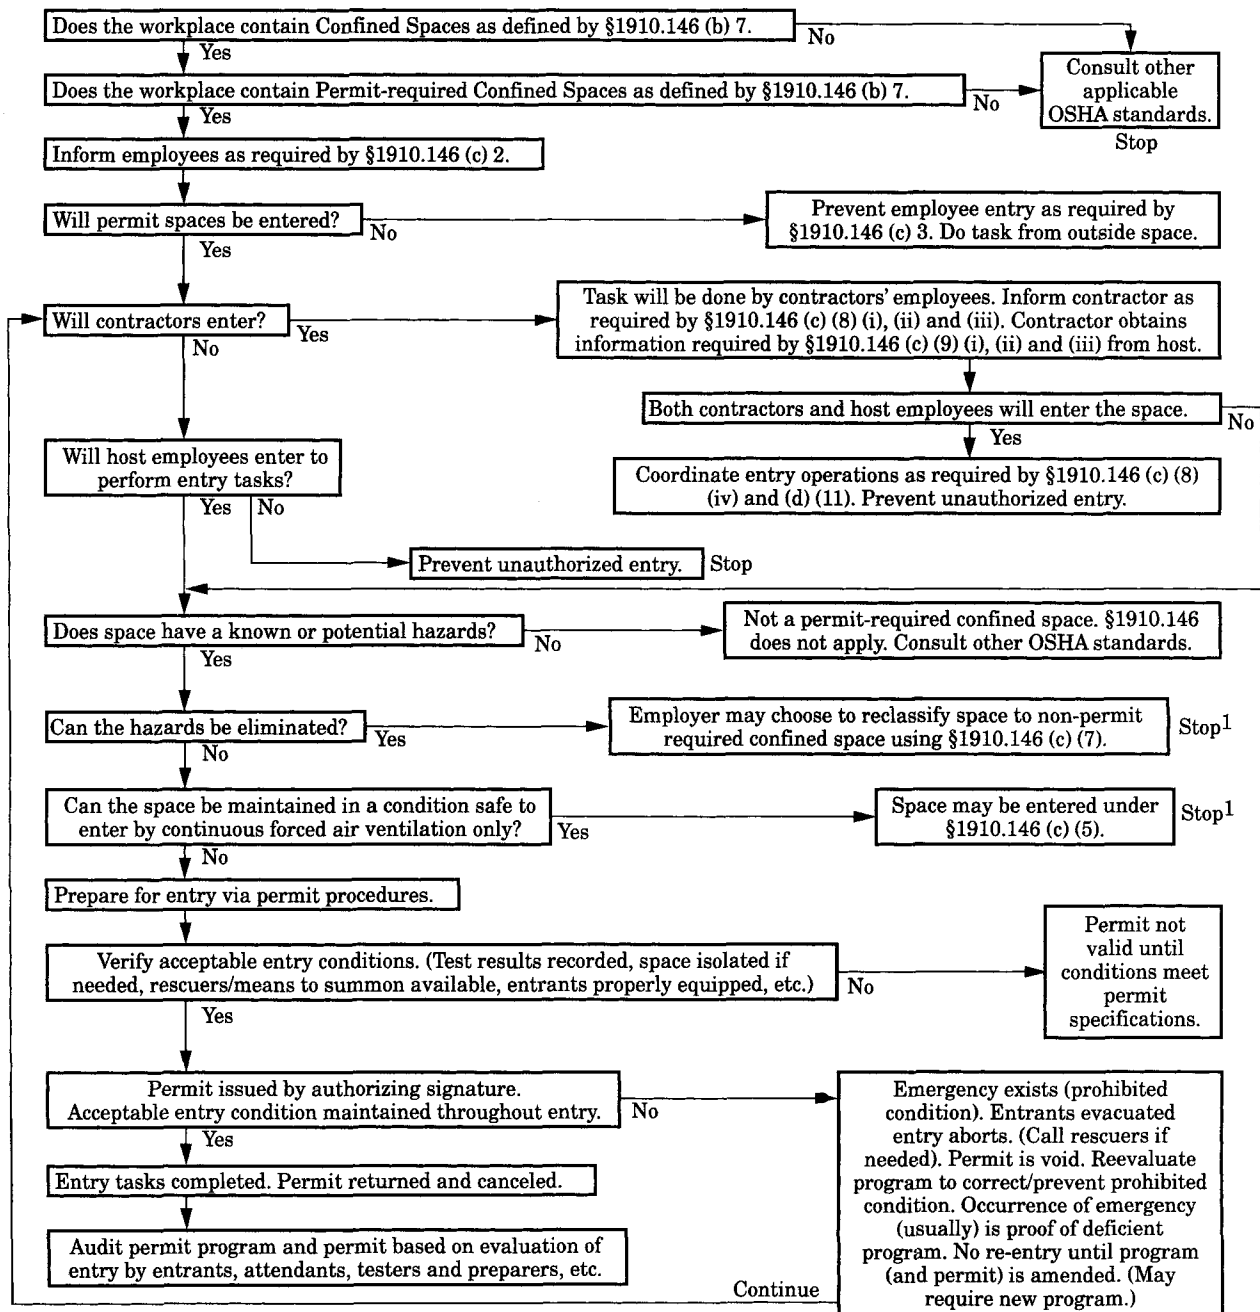 Does the workplace contain Confined Spaces as defined by §1910.146 (b) 7.
No
Yes
Consult other
applicable
OSHA standards.
Stop
Does the workplace contain Permit-required Confined Spaces as defined by §1910.146 (b) 7.
No
Yes
Inform employees as required by §1910.146 (c) 2.
Will permit spaces be entered?
No
Yes
Prevent employee entry as required by
§1910.146 (c) 3. Do task from outside space.
Will contractors enter?
Yes
No
Task will be done by contractors' employees. Inform contractor as
required by §1910.146 (c) (8) (i), (ii) and (iii). Contractor obtains
information required by §1910.146 (c) (9) (i), (ii) and (iii) from host.
Both contractors and host employees will enter the space.
No
Yes
Coordinate entry operations as required by §1910.146 (c) (8)
(iv) and (d) (11). Prevent unauthorized entry.
Will host employees enter to
perform entry tasks?
Yes No
Prevent unauthorized entry. Stop
Does space have a known or potential hazards?
No
Yes
Not a permit-required confined space. §1910.146
does not apply. Consult other OSHA standards.
Can the hazards be eliminated?
Yes
No
Employer may choose to reclassify space to non-permit
required confined space using §1910.146 (c) (7).
Stop1
Can the space be maintained in a condition safe to
enter by continuous forced air ventilation only?
Yes
No
Space may be entered under
§1910.146 (c) (5).
Stop1
Prepare for entry via permit procedures.
Verify acceptable entry conditions. (Test results recorded, space isolated if
needed, rescuers/means to summon available, entrants properly equipped, etc.)
No
Yes
Permit not
valid until
conditions meet
permit
specifications.
Permit issued by authorizing signature.
Acceptable entry condition maintained throughout entry.
No
Yes
Emergency exists (prohibited
condition). Entrants evacuated
entry aborts. (Call rescuers if
needed). Permit is void. Reevaluate
program to correct/prevent prohibited
condition. Occurrence of emergency
(usually) is proof of deficient
program. No re-entry until program
(and permit) is amended. (May
require new program.)
Entry tasks completed. Permit returned and canceled.
Audit permit program and permit based on evaluation of
entry by entrants, attendants, testers and preparers, etc.
Continue